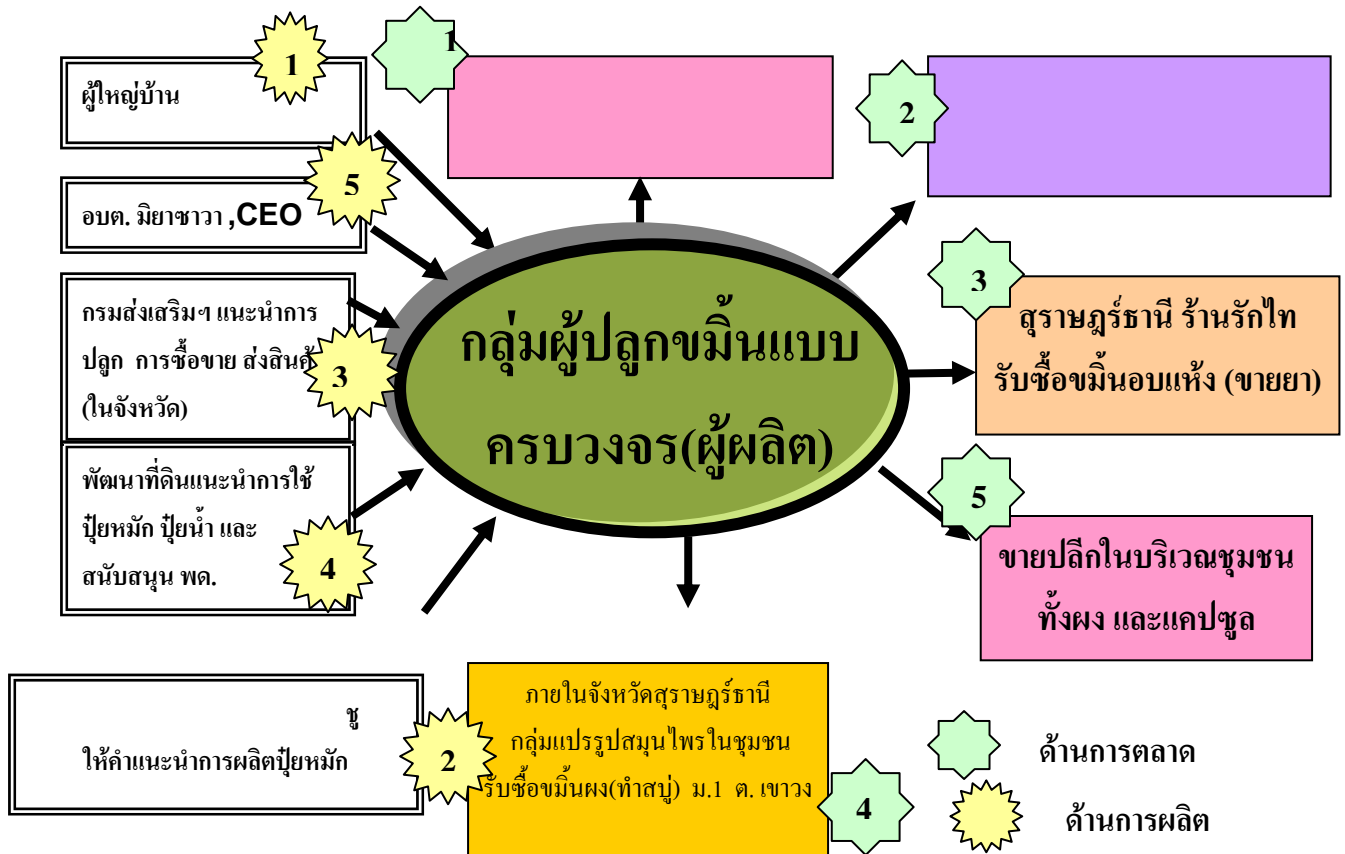 1
ผู้ใหญ่บ้าน
5
อบต. มิยาซาวา ,CEO
กรมส่งเสริมฯ แนะนำการ
ปลูก การซื้อขาย ส่งสินค้
(ในจังหวัด)
3
พัฒนาที่ดินแนะนำการใช้
ปุ๋ยหมัก ปุ๋ยน้ำ และ
สนับสนุน พด.
4
ชู
ให้คำแนะนำการผลิตปุ๋ยหมัก
2
กลุ่มผู้ปลูกขมิ้นแบบ
ครบวงจร(ผู้ผลิต)
1
2
3
สุราษฎร์ธานี ร้านรักไท
รับซื้อขมิ้นอบแห้ง (ขายยา)
5
ขายปลีกในบริเวณชุมชน
ทั้งผง และแคปซูล
ภายในจังหวัดสุราษฎร์ธานี
กลุ่มแปรรูปสมุนไพรในชุมชน
รับซื้อขมิ้นผง(ทำสบู่) ม.1 ต. เขาวง
4
ด้านการตลาด
ด้านการผลิต